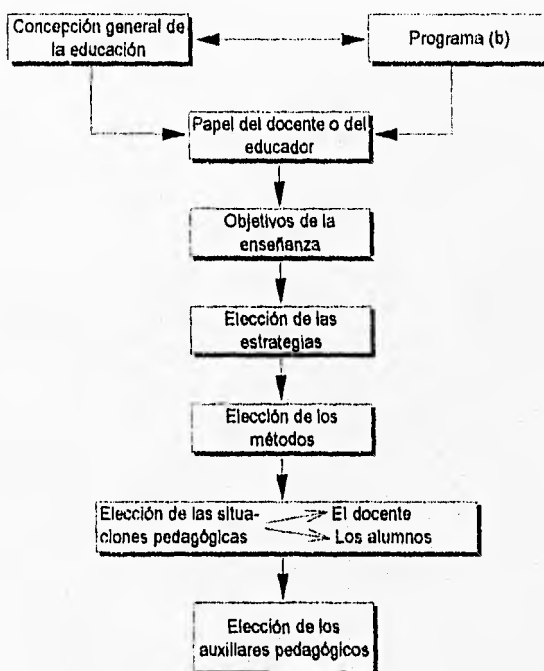 Concepción general de
la educación
Programa (b)
Papel del docente o del
educador
Objetivos de la
enseñanza
Elección de las
estrategias
Elección de los
métodos
Elección de las situa-
ciones pedagógicas
El docente
Los alumnos
Elección de los
auxiliares pedagógicos